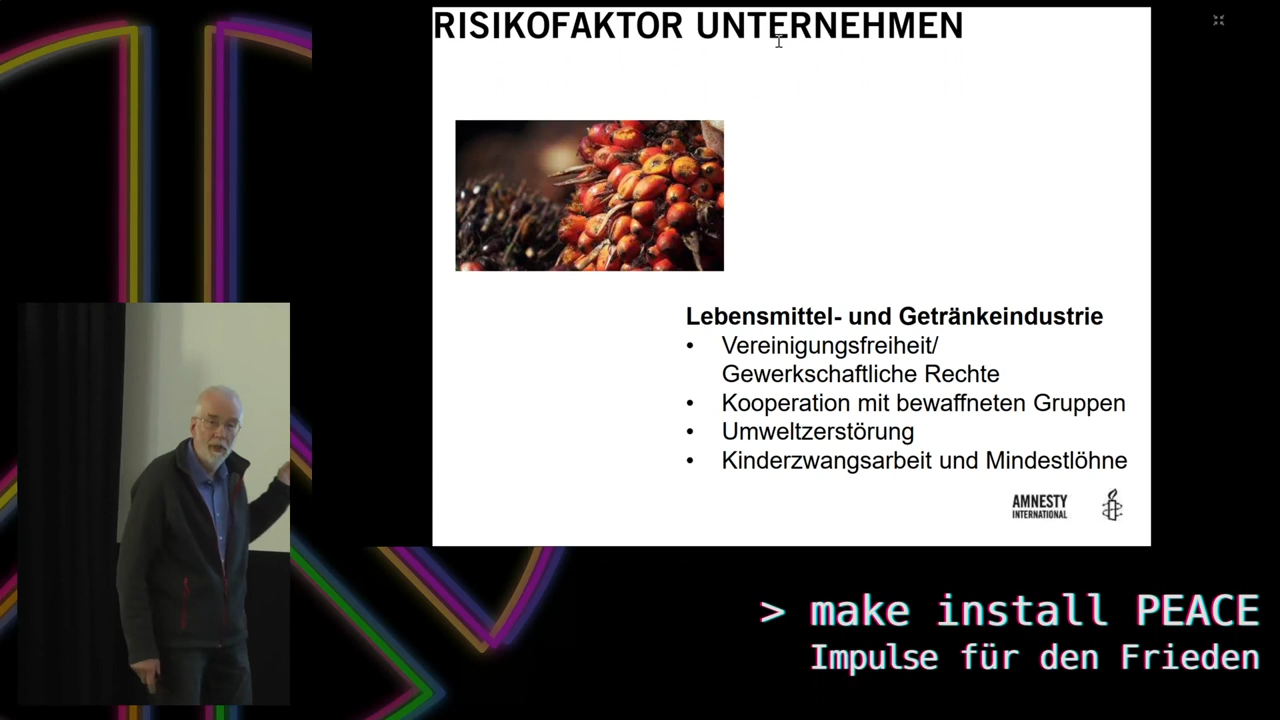 RISIKOFAKTOR UNTERNEHMEN
Lebensmittel- und Getränkeindustrie
• Vereinigungsfreiheit/
Gewerkschaftliche Rechte
• Kooperation mit bewaffneten Gruppen
• Umweltzerstörung
• Kinderzwangsarbeit und Mindestlöhne
AMNESTY
INTERNATIONAL
> make install PEACE
Impulse für den Frieden